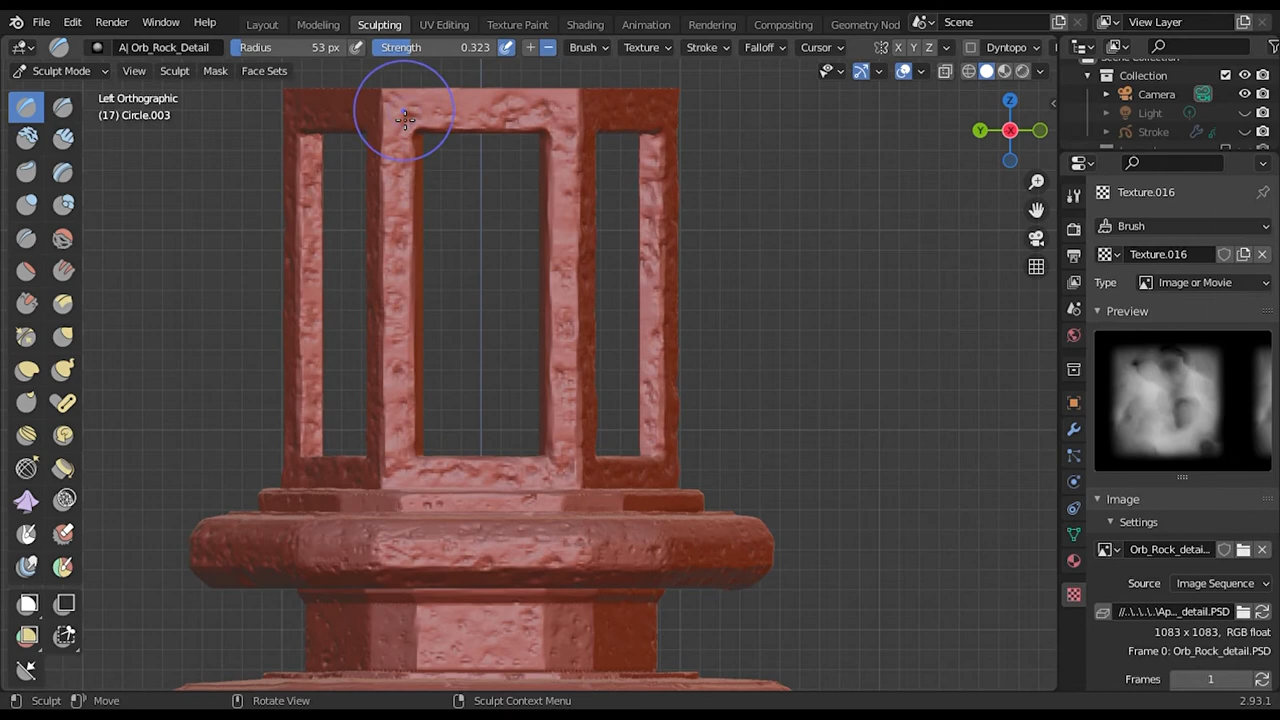 File Edit Render Window Help Layout Modeling Sculpting UV Editing Texture Paint Shading Animation Rendering Compositing Geometry Nod Scene View Layer
A| Orb_Rock_Detail Radius 53 px Strength 0.323 Brush Texture Stroke Falloff Cursor X Y Z Dyntopo
Sculpt Mode View Sculpt Mask Face Sets
Collection
Camera
Light
Stroke
Left Orthographic
(17) Circle.003
Z
Y X
Texture.016
Brush
Texture.016
Type Image or Movie
Preview
Image
Settings
Orb_Rock_detai...
Source Image Sequence
//..\..\..\..\Ap..._detail.PSD
1083 x 1083, RGB float
Frame 0: Orb_Rock_detail.PSD
Frames 1
Sculpt Move Rotate View Sculpt Context Menu 2.93.1